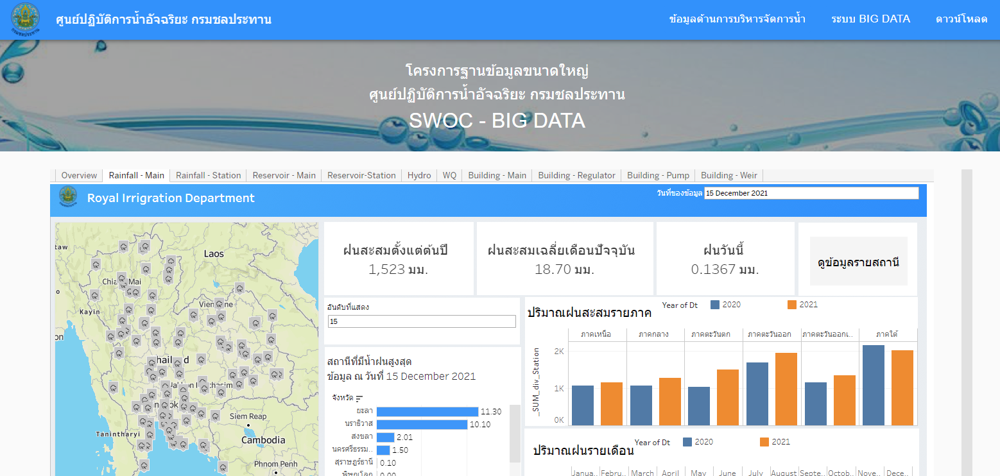 ศูนย์ปฏิบัติการน้ำอัจฉริยะ กรมชลประทาน
ข้อมูลด้านการบริหารจัดการน้ำ
ระบบ BIG DATA
ดาวน์โหลด
โครงการฐานข้อมูลขนาดใหญ่
ศูนย์ปฏิบัติการน้ำอัจฉริยะ กรมชลประทาน
SWOC - BIG DATA
Overview
Rainfall - Main
Rainfall - Station
Reservoir - Main
Reservoir-Station
Hydro
WQ
Building - Main
Building - Regulator
Building - Pump
Building - Weir
Royal Irrigration Department
วันที่ของข้อมูล
15 December 2021
taw
Laos
Kayin
Siem Reap
Tanintharyi
Cambodia
Phnom Penh
ฝนสะสมตั้งแต่ต้นปี
1,523 มม.
ฝนสะสมเฉลี่ยเดือนปัจจุบัน
18.70 มม.
ฝนวันนี้
0.1367 มม.
ดูข้อมูลรายสถานี
อันดับที่แสดง
15
สถานีที่มีน้ำฝนสูงสุด
ข้อมูล ณ วันที่ 15 December 2021
จังหวัด
ยะลา 11.30
นราธิวาส 10.10
สงขลา 2.01
นครศรีธรรม.. 1.50
สุราษฎร์ธานี 0.10
พิษณุโลก 0.00
ปริมาณฝนสะสมรายภาค
Year of Dt
2020
2021
ภาคเหนือ
ภาคกลาง
ภาคตะวันตก
ภาคตะวันออก
ภาคตะวันออกเ..
ภาคใต้
_SUM_div_Station
2K
1K
0K
ปริมาณฝนรายเดือน
Year of Dt
2020
2021
Janua..
Febru..
March
April
May
June
July
August
Septe..
Octob..
Nove..
Dece..